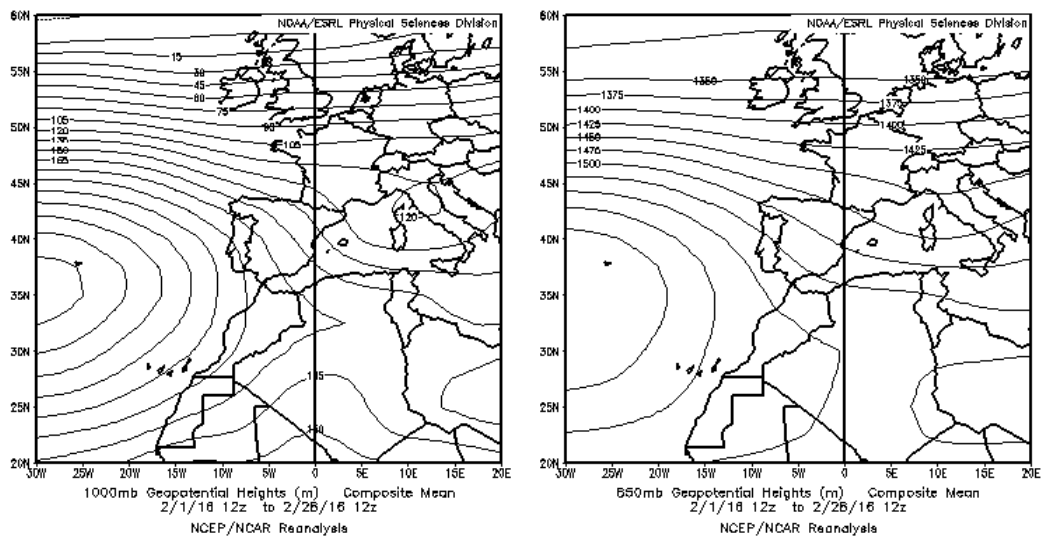 NOAA/ESRL Physical Sciences Division
60N
55N
50N
45N
40N
35N
30N
25N
20N
15
30
45
60
75
90
105
105
120
135
150
165
120
135
150
30W
25W
20W
15W
10W
5W
0
5E
10E
15E
20E
1000mb Geopotential Heights (m) Composite Mean
2/1/16 12z to 2/28/16 12z
NCEP/NCAR Reanalysis
NOAA/ESRL Physical Sciences Division
60N
55N
50N
45N
40N
35N
30N
25N
20N
1350
1350
1375
1375
1400
1400
1425
1425
1450
1475
1500
30W
25W
20W
15W
10W
5W
0
5E
10E
15E
20E
850mb Geopotential Heights (m) Composite Mean
2/1/16 12z to 2/28/16 12z
NCEP/NCAR Reanalysis